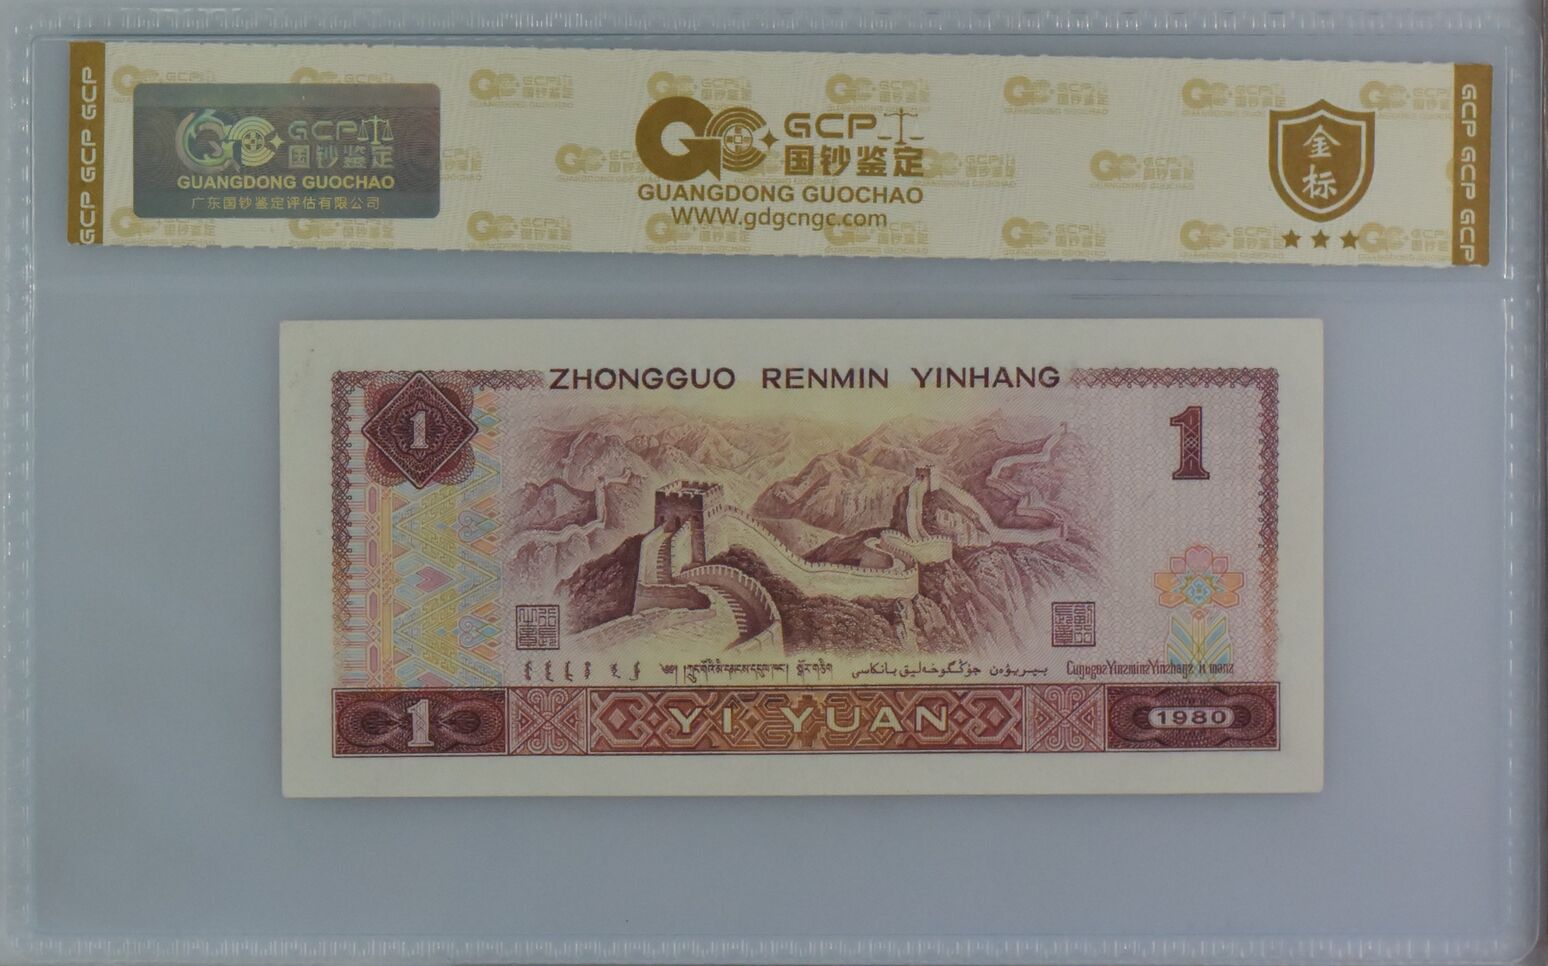 GCP GCP GCP
GCP 国钞鉴定
GUANGDONG GUOCHAO
广东国钞鉴定评估有限公司
GCP
国钞鉴定
GUANGDONG GUOCHAO
WWW.gdgcngc.com
金标
GCP GCP GCP
ZHONGGUO RENMIN YINHANG
1
1
YI YUAN
1
1980